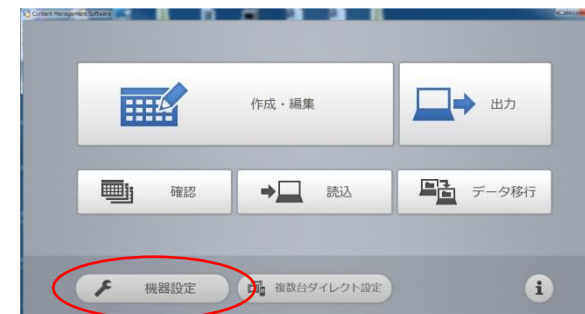 Content Management Software
作成・編集
出力
確認
読込
データ移行
機器設定
複数台ダイレクト設定
i